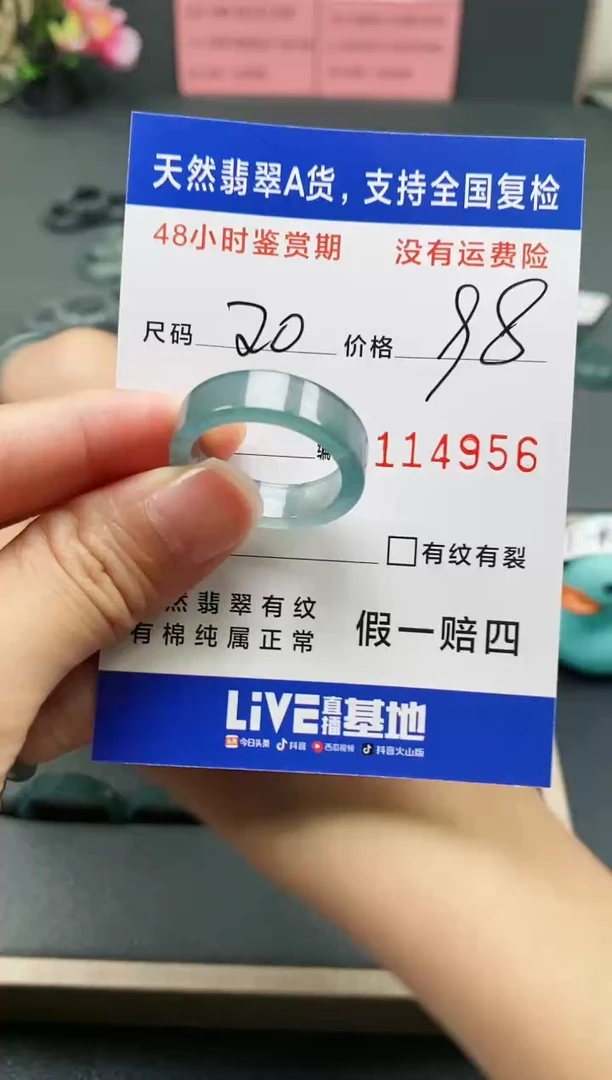 天然翡翠A货，支持全国复检
48小时鉴赏期 没有运费险
尺码 20 价格 98
编 114956
有纹有裂
然翡翠有纹
有棉纯属正常 假一赔四
LiVE直播基地
今日头条 抖音 西瓜视频 抖音火山版